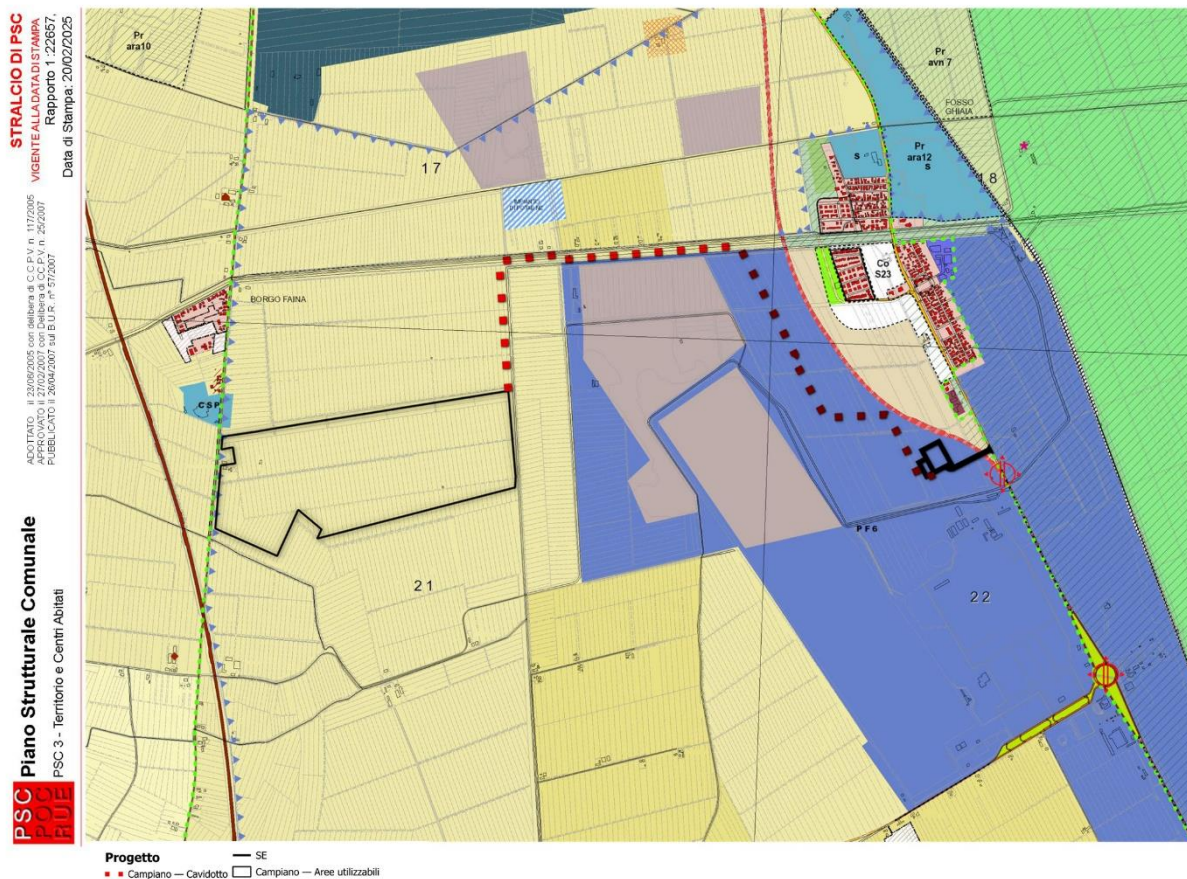 STRALCIO DI PSC
VIGENTE ALLA DATA DI STAMPA
Rapporto 1:22657,
Data di Stampa: 20/02/2025
ADOTTATO il 23/06/2005 con delibera di C.C P.V. n. 117/2005
APPROVATO il 27/02/2007 con Delibera di CC P.V. n. 25/2007
PUBBLICATO il 26/04/2007 sul B.U.R. n° 57/2007
Piano Strutturale Comunale
PSC 3 - Territorio e Centri Abitati
PSC
POC
RUE
Pr
ara10
Pr
avn 7
FOSSO
GHIAIA
17
S
Pr
ara12
S
18
Co
S23
BORGO FAINA
CSP
PF6
21
22
Progetto
SE
Campiano — Cavidotto
Campiano — Aree utilizzabili